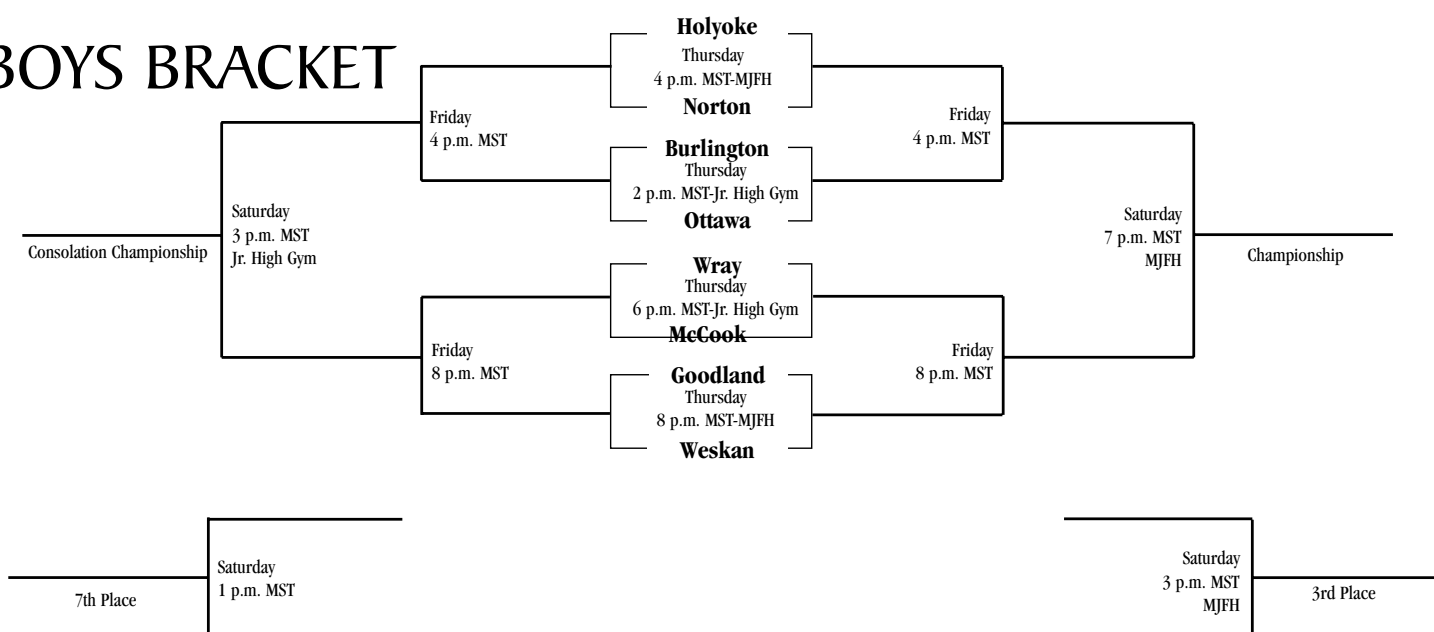 BOYS BRACKET
Holyoke
Thursday
4 p.m. MST-MJFH
Norton
Burlington
Thursday
2 p.m. MST-Jr. High Gym
Ottawa
Wray
Thursday
6 p.m. MST-Jr. High Gym
McCook
Goodland
Thursday
8 p.m. MST-MJFH
Weskan
Friday
4 p.m. MST
Friday
8 p.m. MST
Saturday
3 p.m. MST
Jr. High Gym
Consolation Championship
Friday
4 p.m. MST
Friday
8 p.m. MST
Saturday
7 p.m. MST
MJFH
Championship
Saturday
1 p.m. MST
7th Place
Saturday
3 p.m. MST
MJFH
3rd Place